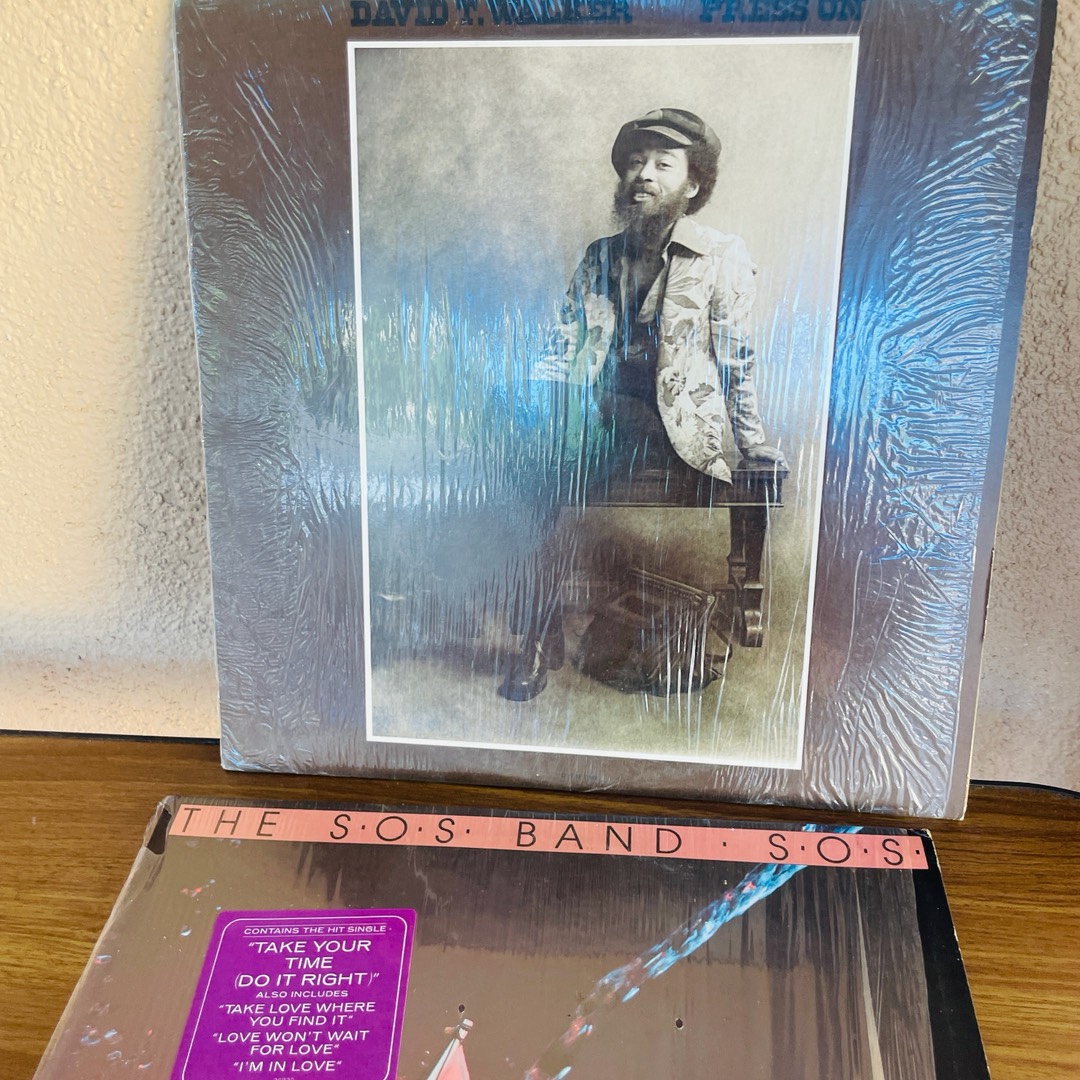 DAVID T. WALKER PRESS ON
THE S·O·S· BAND · S·O·S·
CONTAINS THE HIT SINGLE
"TAKE YOUR
TIME
(DO IT RIGHT)"
ALSO INCLUDES
"TAKE LOVE WHERE
YOU FIND IT"
"LOVE WON'T WAIT
FOR LOVE"
"I'M IN LOVE"